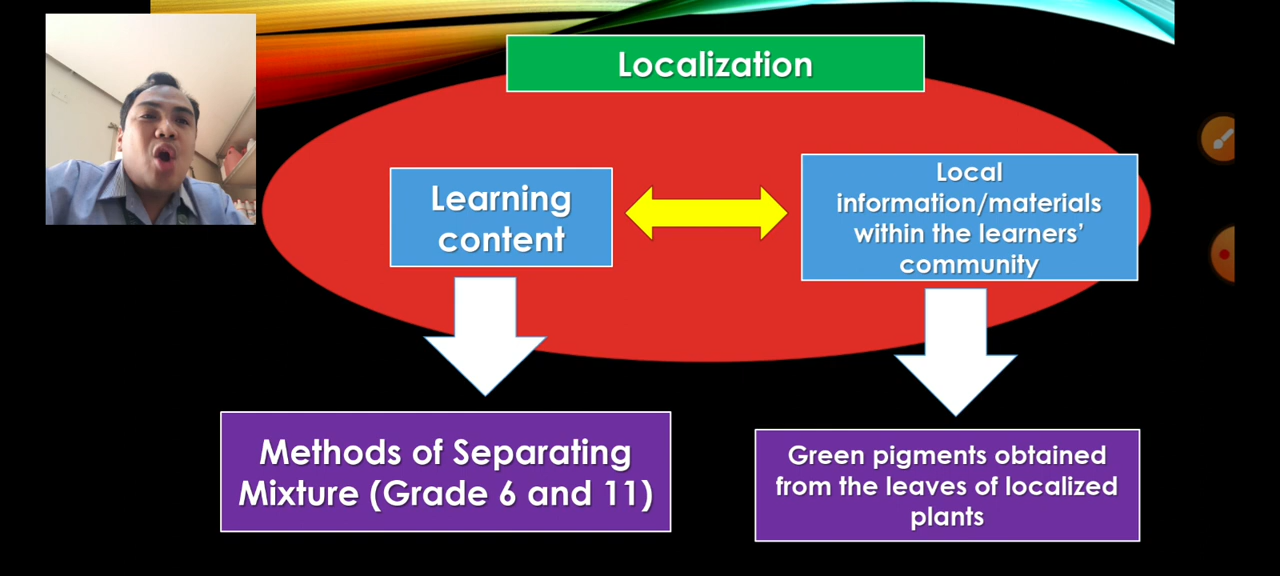 Localization
Learning
content
Local
information/materials
within the learners’
community
Methods of Separating
Mixture (Grade 6 and 11)
Green pigments obtained
from the leaves of localized
plants